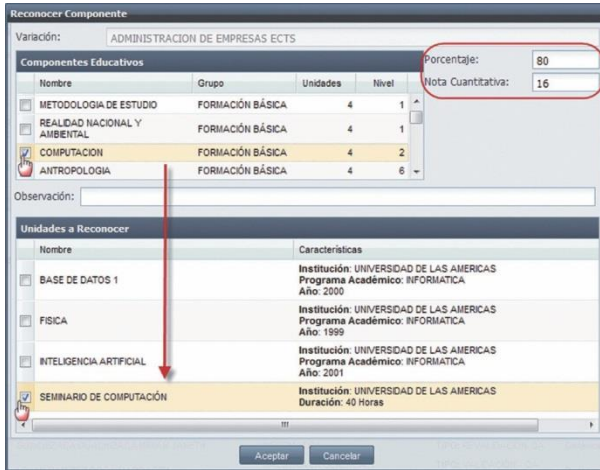 Reconocer Componente
Variación: ADMINISTRACION DE EMPRESAS ECTS
Componentes Educativos
Porcentaje: 80
Nota Cuantitativa: 16
Nombre Grupo Unidades Nivel
METODOLOGIA DE ESTUDIO FORMACIÓN BÁSICA 4 1
REALIDAD NACIONAL Y
AMBIENTAL FORMACIÓN BÁSICA 4 1
COMPUTACION FORMACIÓN BÁSICA 4 2
ANTROPOLOGIA FORMACIÓN BÁSICA 4 6
Observación:
Unidades a Reconocer
Nombre Características
BASE DE DATOS 1
Institución: UNIVERSIDAD DE LAS AMERICAS
Programa Académico: INFORMATICA
Año: 2000
FISICA
Institución: UNIVERSIDAD DE LAS AMERICAS
Programa Académico: INFORMATICA
Año: 1999
INTELIGENCIA ARTIFICIAL
Institución: UNIVERSIDAD DE LAS AMERICAS
Programa Académico: INFORMATICA
Año: 2001
SEMINARIO DE COMPUTACIÓN
Institución: UNIVERSIDAD DE LAS AMERICAS
Duración: 40 Horas
Aceptar Cancelar